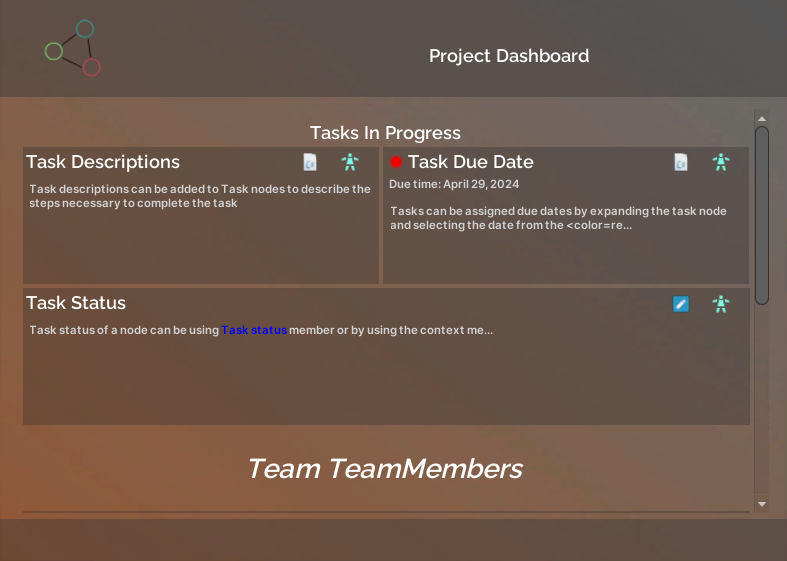 Project Dashboard
Tasks In Progress
Task Descriptions
Task descriptions can be added to Task nodes to describe the
steps necessary to complete the task
Task Due Date
Due time: April 29, 2024
Tasks can be assigned due dates by expanding the task node
and selecting the date from the <color=re...
Task Status
Task status of a node can be using Task status member or by using the context me...
Team TeamMembers